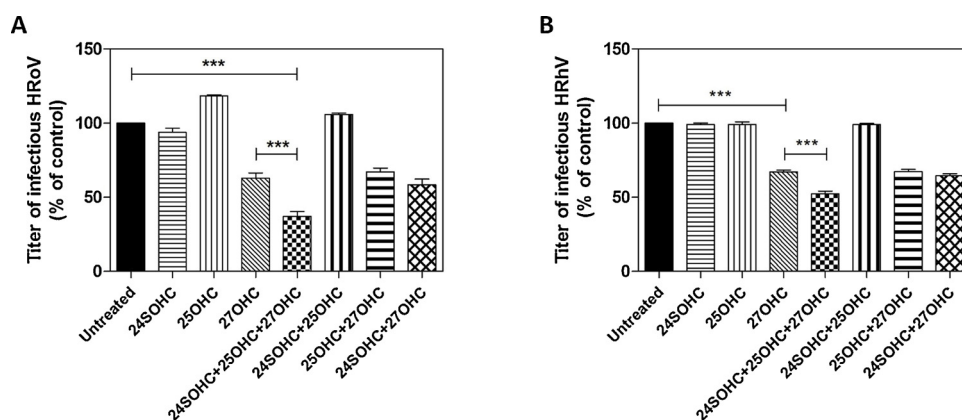 A
Titer of infectious HRoV
(% of control)
150
100
50
0
***
***
Untreated
24SOHC
25OHC
27OHC
24SOHC+25OHC+27OHC
24SOHC+25OHC
25OHC+27OHC
24SOHC+27OHC
B
Titer of infectious HRhV
(% of control)
150
100
50
0
***
***
Untreated
24SOHC
25OHC
27OHC
24SOHC+25OHC+27OHC
24SOHC+25OHC
25OHC+27OHC
24SOHC+27OHC